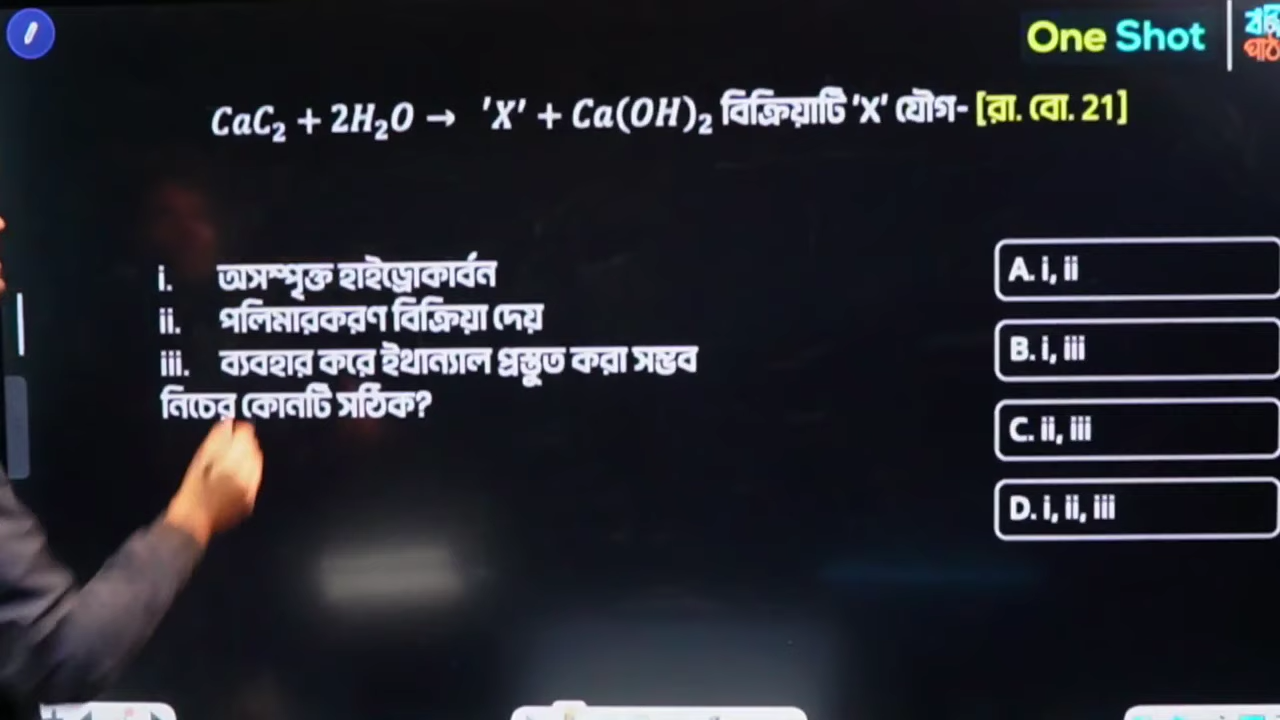 One Shot
CaC₂ + 2H₂O → 'X' + Ca(OH)₂ বিক্রিয়াটি 'X' যৌগ- [রা. বো. 21]
i. অসম্পৃক্ত হাইড্রোকার্বন
ii. পলিমারকরণ বিক্রিয়া দেয়
iii. ব্যবহার করে ইথান্যাল প্রস্তুত করা সম্ভব
নিচের কোনটি সঠিক?
A. i, ii
B. i, iii
C. ii, iii
D. i, ii, iii